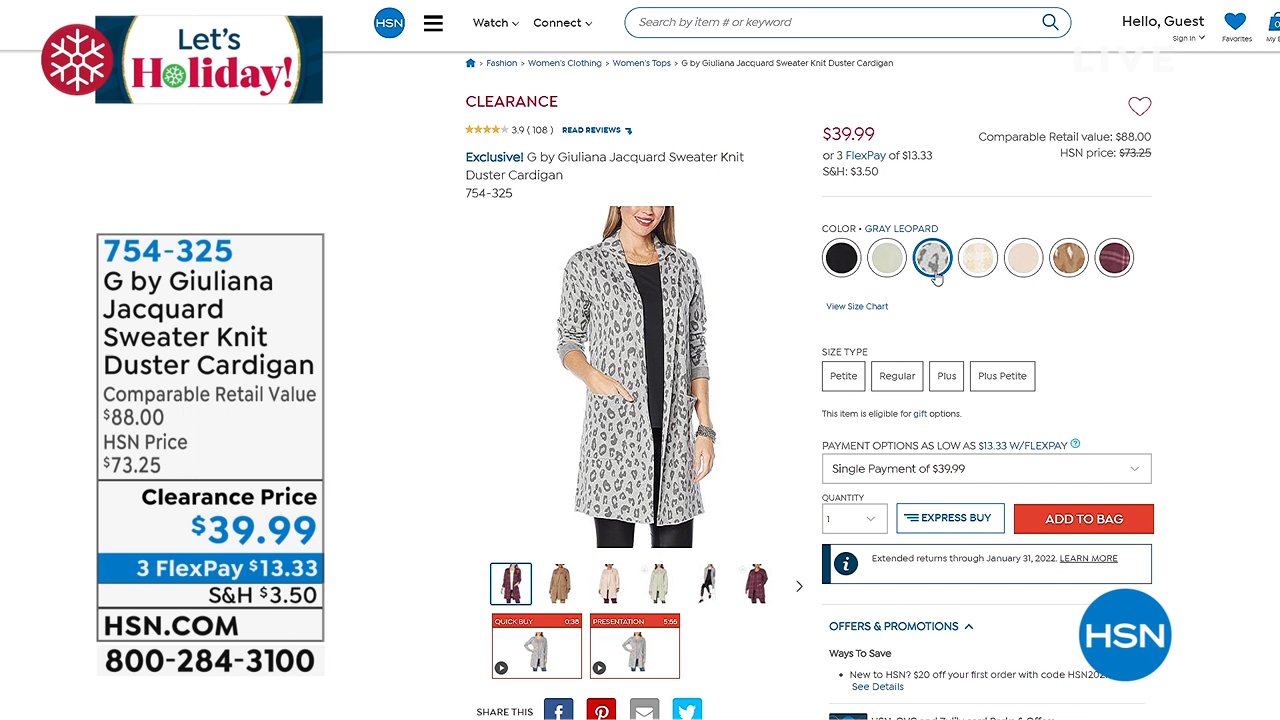 Let's
Holiday!
HSN
Watch
Connect
Search by item # or keyword
Hello, Guest
Sign In
Favorites
LIVE
> Fashion > Women's Clothing > Women's Tops > G by Giuliana Jacquard Sweater Knit Duster Cardigan
CLEARANCE
3.9 ( 108 ) READ REVIEWS
Exclusive! G by Giuliana Jacquard Sweater Knit
Duster Cardigan
754-325
$39.99
or 3 FlexPay of $13.33
S&H: $3.50
Comparable Retail value: $88.00
HSN price: $73.25
COLOR • GRAY LEOPARD
View Size Chart
SIZE TYPE
Petite
Regular
Plus
Plus Petite
This item is eligible for gift options.
PAYMENT OPTIONS AS LOW AS $13.33 W/FLEXPAY ?
Single Payment of $39.99
QUANTITY
1
EXPRESS BUY
ADD TO BAG
i
Extended returns through January 31, 2022. LEARN MORE
OFFERS & PROMOTIONS
Ways To Save
• New to HSN? $20 off your first order with code
See Details
QUICK BUY 0:38
PRESENTATION 5:56
SHARE THIS
754-325
G by Giuliana
Jacquard
Sweater Knit
Duster Cardigan
Comparable Retail Value
$88.00
HSN Price
$73.25
Clearance Price
$39.99
3 FlexPay $13.33
S&H $3.50
HSN.COM
800-284-3100
HSN